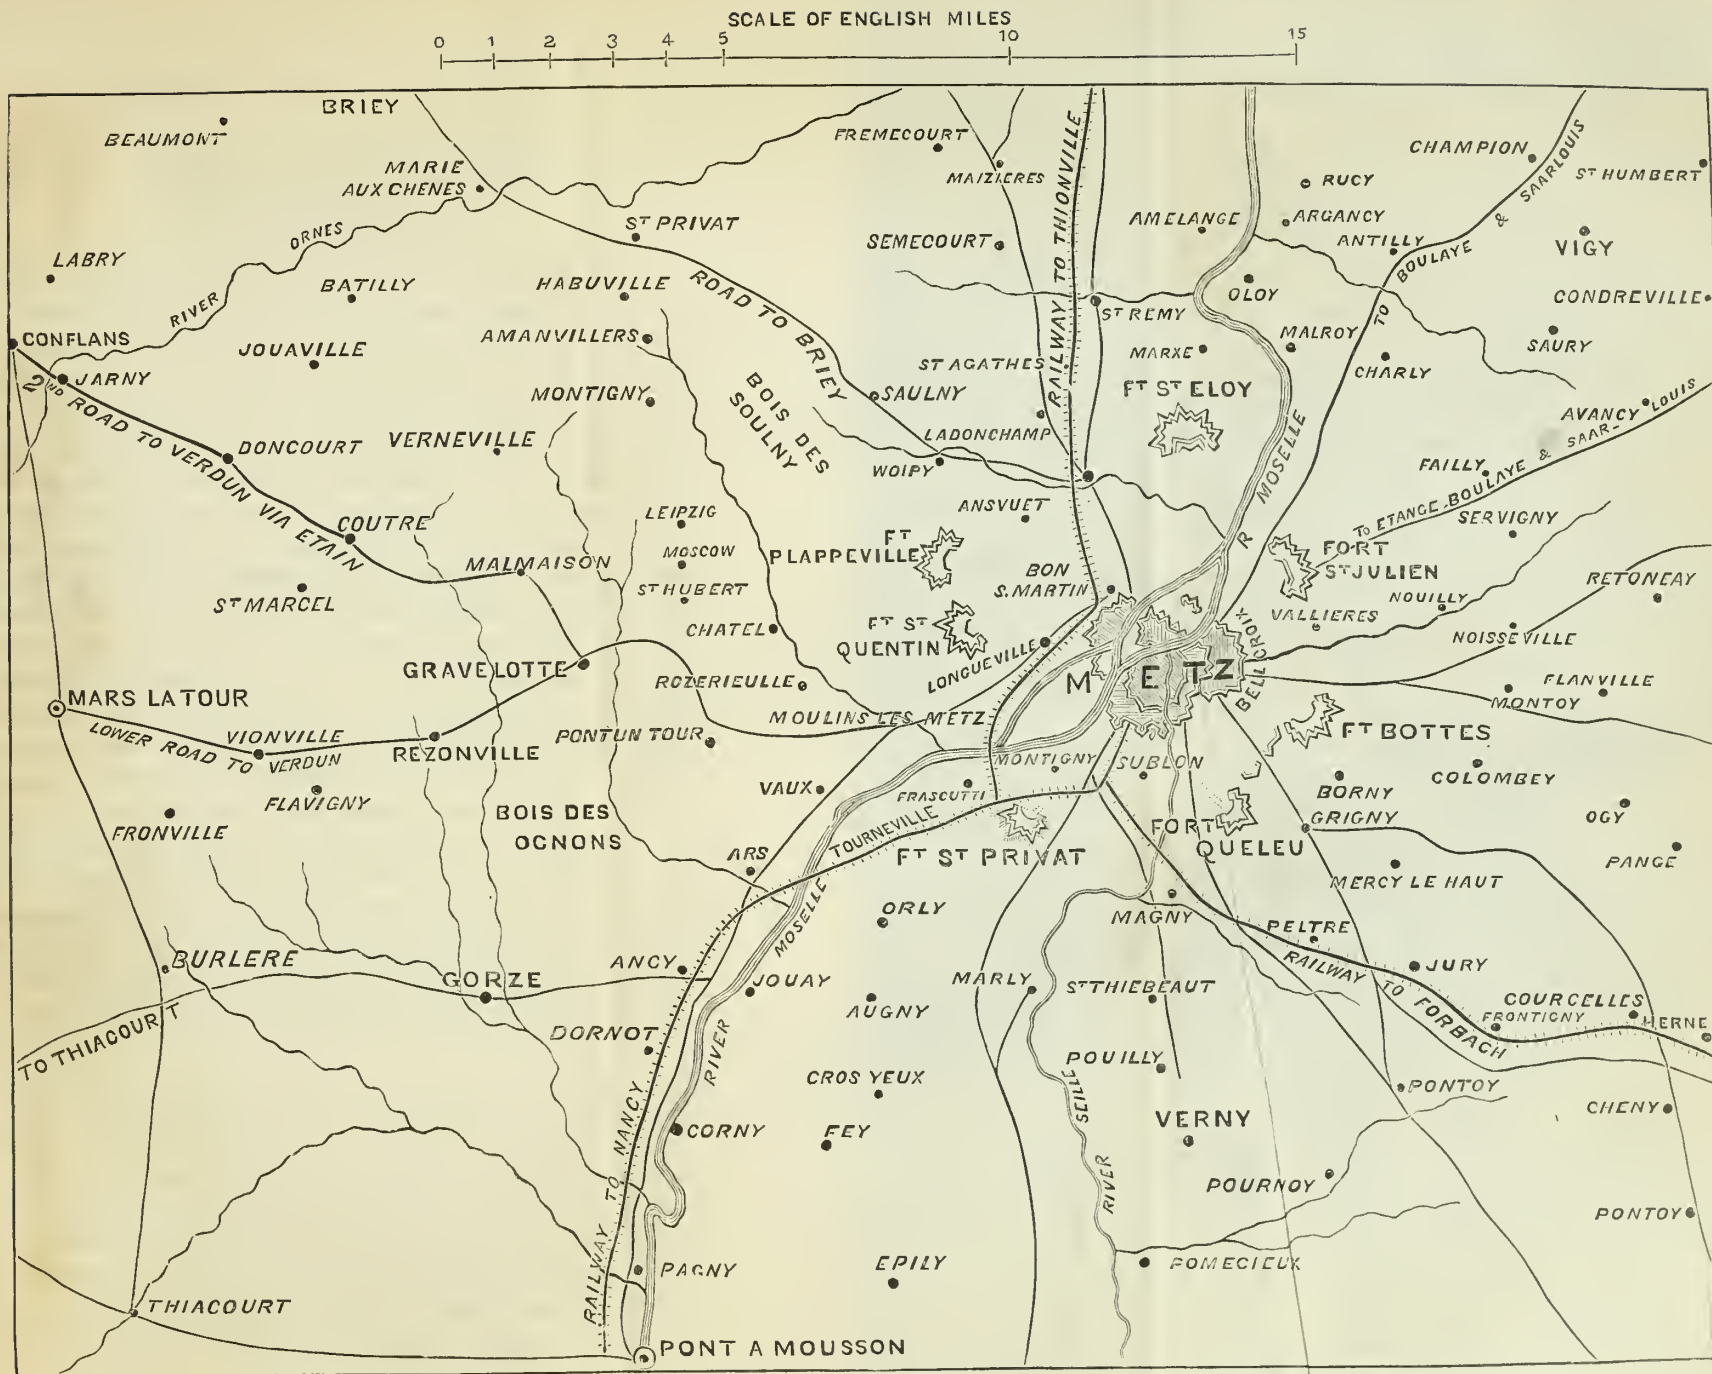 SCALE OF ENGLISH MILES
0 1 2 3 4 5 10 15
BRIEY
BEAUMONT
MARIE
AUX CHENES
FREMECOURT
MAIZIERES
RAILWAY TO THIONVILLE
CHAMPION
ST HUMBERT
RUCY
ARGANCY
AMELANGE
ANTILLY
TO BOULAYE & SAARLOUIS
VIGY
ST PRIVAT
SEMECOURT
RIVER ORNES
LABRY
BATILLY
HABUVILLE
ROAD TO BRIEY
OLOY
CONDREVILLE
ST REMY
CONFLANS
JOUAVILLE
AMANVILLERS
MALROY
MARXE
SAURY
CHARLY
ST AGATHES
JARNY
2ND ROAD TO VERDUN VIA ETAIN
MONTIGNY
BOIS DES
SOULNY
SAULNY
FT ST ELOY
AVANCY
TO ETANGE-BOULAYE & SAAR-LOUIS
DONCOURT
VERNEVILLE
LADONCHAMP
WOIPY
R MOSELLE
FAILLY
ANSVUET
SERVIGNY
COUTRE
LEIPZIG
MOSCOW
FT
PLAPPEVILLE
FORT
ST JULIEN
MALMAISON
ST HUBERT
BON
S. MARTIN
RETONEAY
ST MARCEL
NOUILLY
VALLIERES
CHATEL
FT ST
QUENTIN
LONGUEVILLE
BELLCROIX
NOISSEVILLE
GRAVELOTTE
ROZERIEULLE
METZ
FLANVILLE
MONTOY
MARS LA TOUR
MOULINS LES METZ
LOWER ROAD TO VERDUN
VIONVILLE
REZONVILLE
PONTUN TOUR
FT BOTTES
MONTIGNY
SUBLON
COLOMBEY
FLAVIGNY
VAUX
FRASCUTTI
BORNY
GRIGNY
OGY
FRONVILLE
BOIS DES
OGNONS
TOURNEVILLE
FT ST PRIVAT
FORT
QUELEU
PANGE
ARS
MERCY LE HAUT
ORLY
MAGNY
PELTRE
RIVER MOSELLE
BURLERE
GORZE
ANCY
JOUAY
MARLY
ST THIEBEAUT
RAILWAY TO FORBACH
JURY
AUGNY
COURCELLES
FRONTIGNY
HERNE
TO THIACOURT
DORNOT
POUILLY
CROS YEUX
PONTOY
CHENY
RIVER SEILLE
CORNY
FEY
VERNY
RAILWAY TO NANCY
POURNOY
PONTOY
PAGNY
EPILY
POMECIEUX
THIACOURT
PONT A MOUSSON